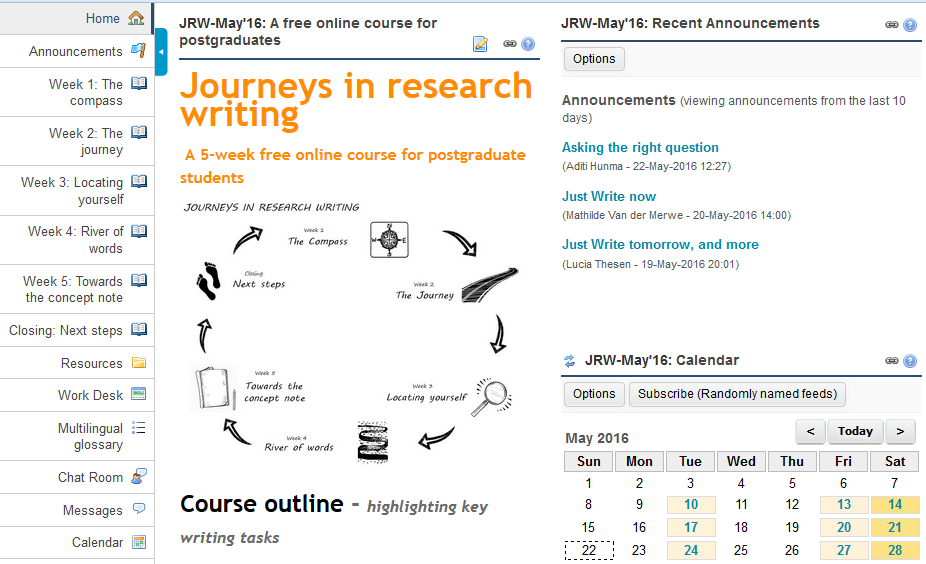 Home
Announcements
Week 1: The
compass
Week 2: The
journey
Week 3: Locating
yourself
Week 4: River of
words
Week 5: Towards
the concept note
Closing: Next steps
Resources
Work Desk
Multilingual
glossary
Chat Room
Messages
Calendar
JRW-May'16: A free online course for
postgraduates
Journeys in research
writing
A 5-week free online course for postgraduate
students
JOURNEYS IN RESEARCH WRITING
Week 1
The Compass
N
W E
S
Closing
Next steps
Week 2
The Journey
Week 5
Towards the
concept note
Week 3
Locating yourself
Week 4
River of words
Course outline - highlighting key
writing tasks
JRW-May'16: Recent Announcements
Options
Announcements (viewing announcements from the last 10
days)
Asking the right question
(Aditi Hunma - 22-May-2016 12:27)
Just Write now
(Mathilde Van der Merwe - 20-May-2016 14:00)
Just Write tomorrow, and more
(Lucia Thesen - 19-May-2016 20:01)
JRW-May'16: Calendar
Options Subscribe (Randomly named feeds)
May 2016 < Today >
Sun Mon Tue Wed Thu Fri Sat
1 2 3 4 5 6 7
8 9 10 11 12 13 14
15 16 17 18 19 20 21
22 23 24 25 26 27 28